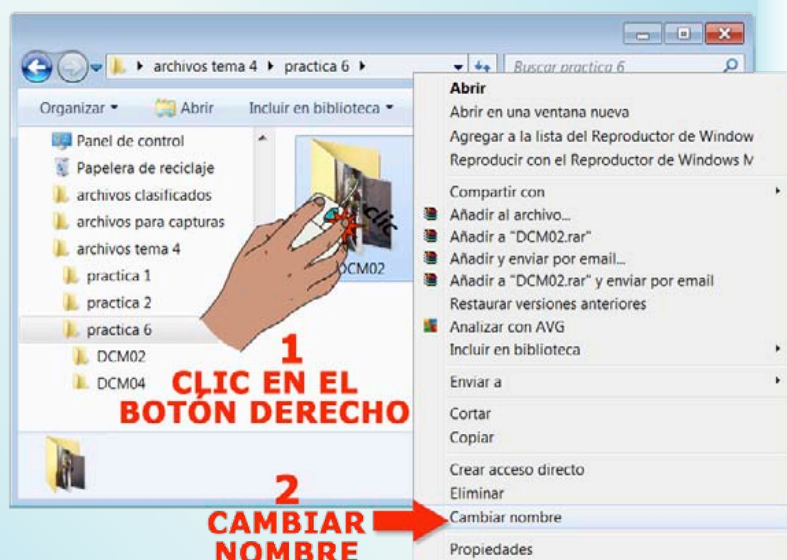 archivos tema 4 practica 6
Buscar practica 6
Organizar
Abrir
Incluir en biblioteca
Panel de control
Papelera de reciclaje
archivos clasificados
archivos para capturas
archivos tema 4
practica 1
practica 2
practica 6
DCM02
DCM04
clic
DCM02
1
CLIC EN EL
BOTÓN DERECHO
Abrir
Abrir en una ventana nueva
Agregar a la lista del Reproductor de Window
Reproducir con el Reproductor de Windows M
Compartir con
Añadir al archivo...
Añadir a "DCM02.rar"
Añadir y enviar por email...
Añadir a "DCM02.rar" y enviar por email
Restaurar versiones anteriores
Analizar con AVG
Incluir en biblioteca
Enviar a
Cortar
Copiar
Crear acceso directo
Eliminar
Cambiar nombre
Propiedades
2
CAMBIAR
NOMBRE